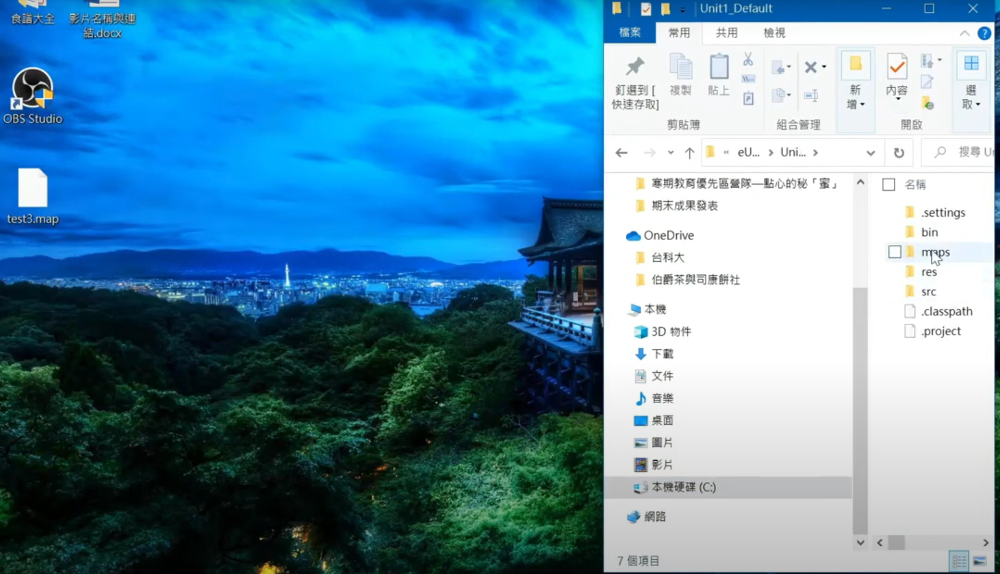 食譜大全
影片名稱與連
結.docx
OBS Studio
test3.map
Unit1_Default
檔案
常用
共用
檢視
釘選到 [
快速存取]
複製
貼上
新
增
內容
選
取
剪貼簿
組合管理
開啟
« eU... › Uni... ›
搜尋 U
寒期教育優先區營隊—點心的秘「蜜」
期末成果發表
OneDrive
台科大
伯爵茶與司康餅社
本機
3D 物件
下載
文件
音樂
桌面
圖片
影片
本機硬碟 (C:)
網路
名稱
.settings
bin
maps
res
src
.classpath
.project
7 個項目